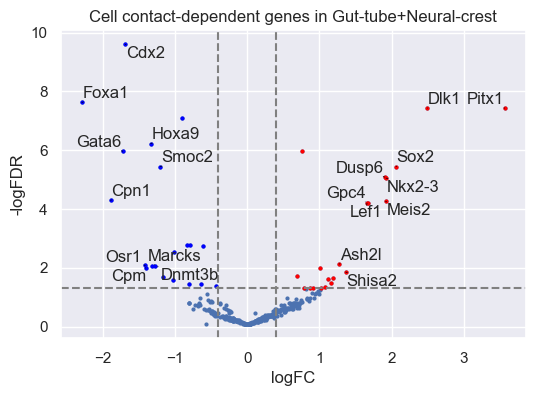 Cell contact-dependent genes in Gut-tube+Neural-crest
10
Cdx2
Foxa1
Dlk1 Pitx1
8
Hoxa9
Gata6
Smoc2
Sox2
6
Dusp6
Cpn1
Gpc4
Nkx2-3
4
Lef1
Meis2
Osr1
Marcks
Ash2l
2
Cpm
Dnmt3b
Shisa2
0
-logFDR
−2 −1 0 1 2 3
logFC